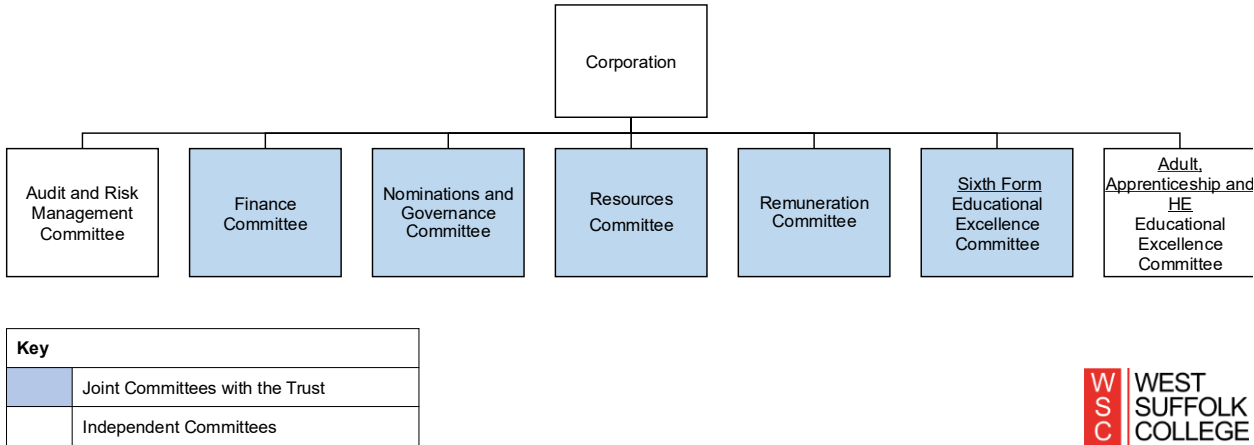 Corporation
Audit and Risk
Management
Committee
Finance
Committee
Nominations and
Governance
Committee
Resources
Committee
Remuneration
Committee
Sixth Form
Educational
Excellence
Committee
Adult,
Apprenticeship and
HE
Educational
Excellence
Committee
Key
Joint Committees with the Trust
Independent Committees
W
S
C
WEST
SUFFOLK
COLLEGE